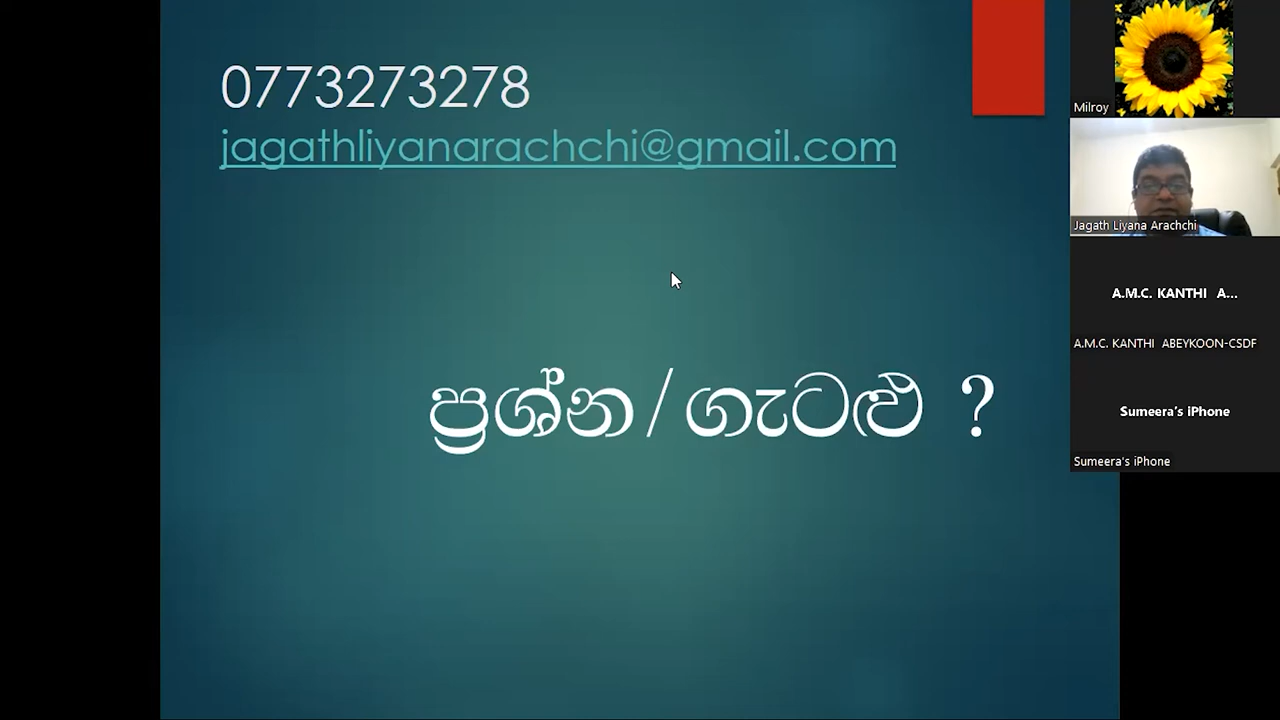 0773273278
jagathliyanarachchi@gmail.com
ප්‍රශ්න/ගැටළු ?
Milroy
Jagath Liyana Arachchi
A.M.C. KANTHI A...
A.M.C. KANTHI ABEYKOON-CSDF
Sumeera's iPhone
Sumeera's iPhone